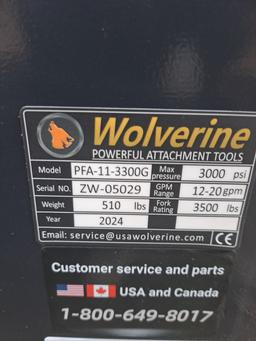 Wolverine
POWERFUL ATTACHMENT TOOLS
Model PFA-11-3300G Max pressure 3000 psi
Serial NO. ZW-05029 GPM Range 12-20gpm
Weight 510 lbs Fork Rating 3500 lbs
Year 2024
Email: service@usawolverine.com CE
Customer service and parts
USA and Canada
1-800-649-8017